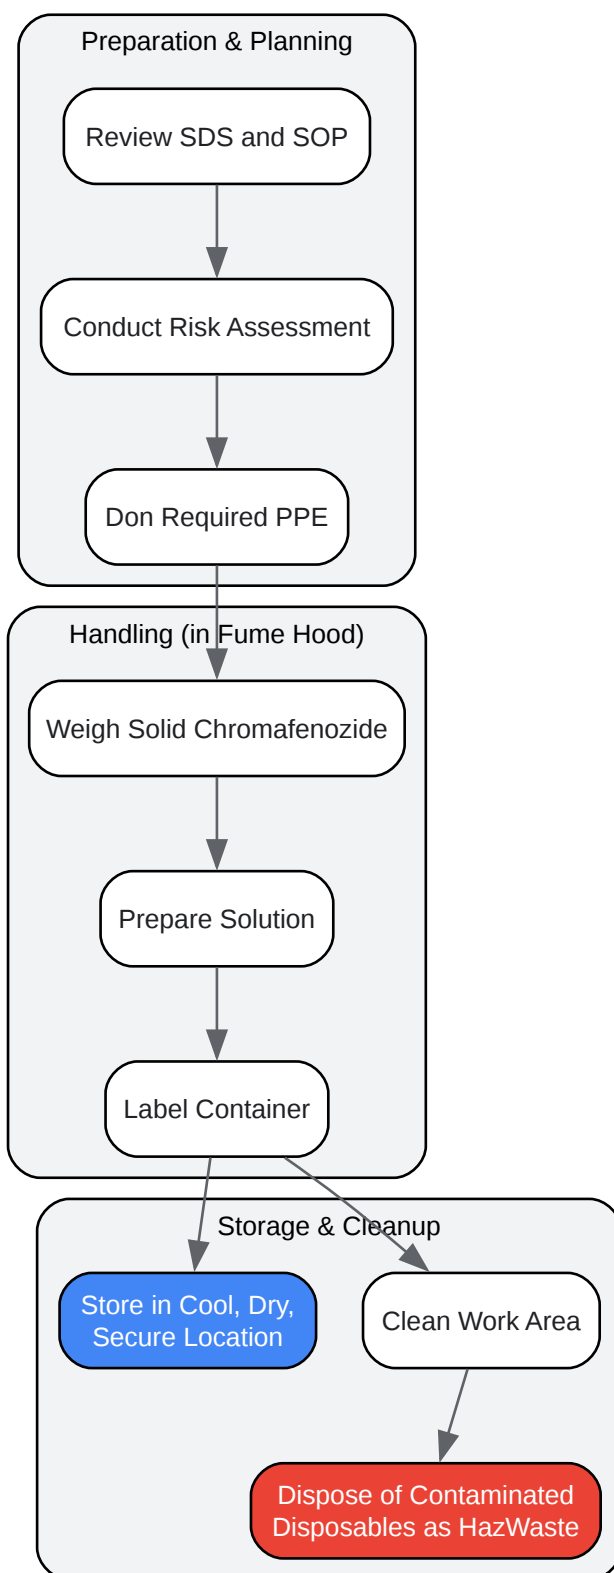 Preparation & Planning
Review SDS and SOP
Conduct Risk Assessment
Don Required PPE
Handling (in Fume Hood)
Weigh Solid Chromafenozide
Prepare Solution
Label Container
Storage & Cleanup
Store in Cool, Dry,
Secure Location
Clean Work Area
Dispose of Contaminated
Disposables as HazWaste